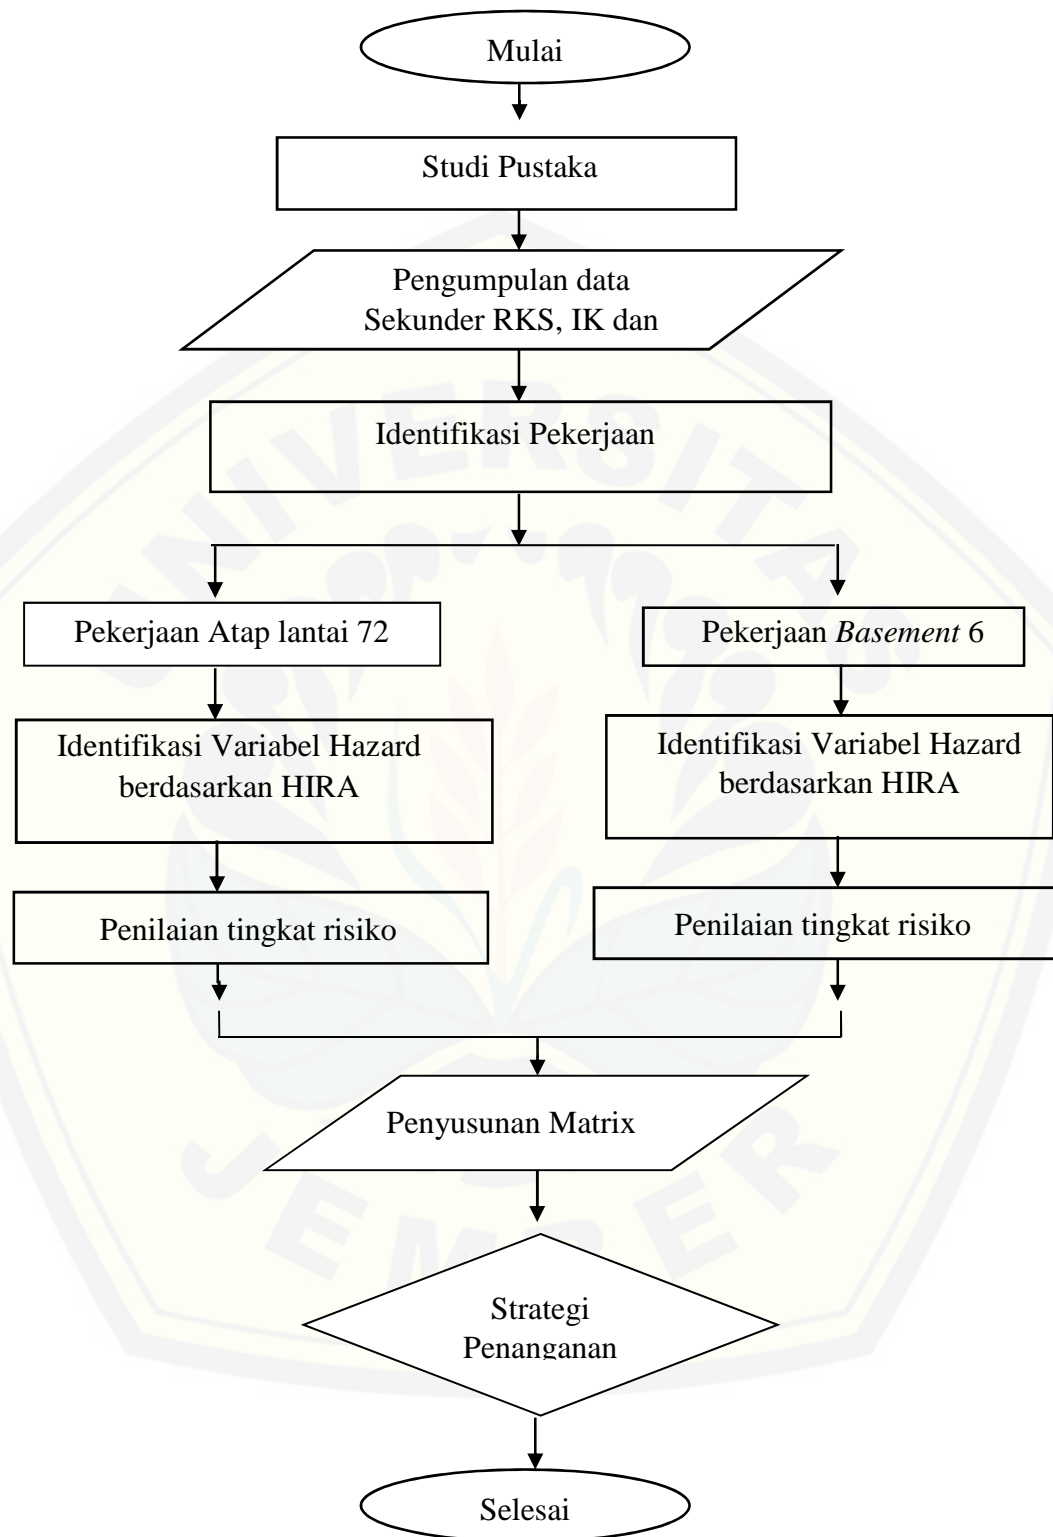 Mulai
Studi Pustaka
Pengumpulan data
Sekunder RKS, IK dan
Identifikasi Pekerjaan
Pekerjaan Atap lantai 72
Pekerjaan Basement 6
Identifikasi Variabel Hazard
berdasarkan HIRA
Identifikasi Variabel Hazard
berdasarkan HIRA
Penilaian tingkat risiko
Penilaian tingkat risiko
Penyusunan Matrix
Strategi
Penanganan
Selesai
UNIVERSITAS
JEMBER